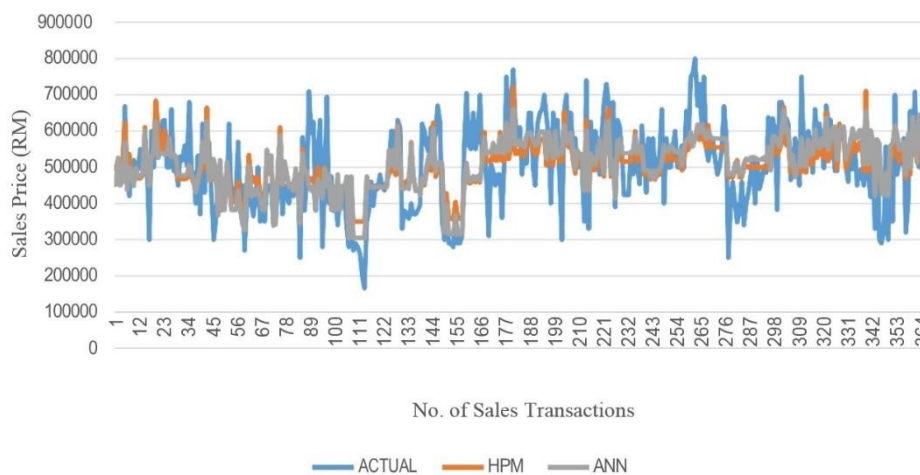 900000
800000
700000
600000
500000
400000
300000
200000
100000
0
Sales Price (RM)
1 12 23 34 45 56 67 78 89 100 111 122 133 144 155 166 177 188 199 210 221 232 243 254 265 276 287 298 309 320 331 342 353 364
No. of Sales Transactions
ACTUAL HPM ANN